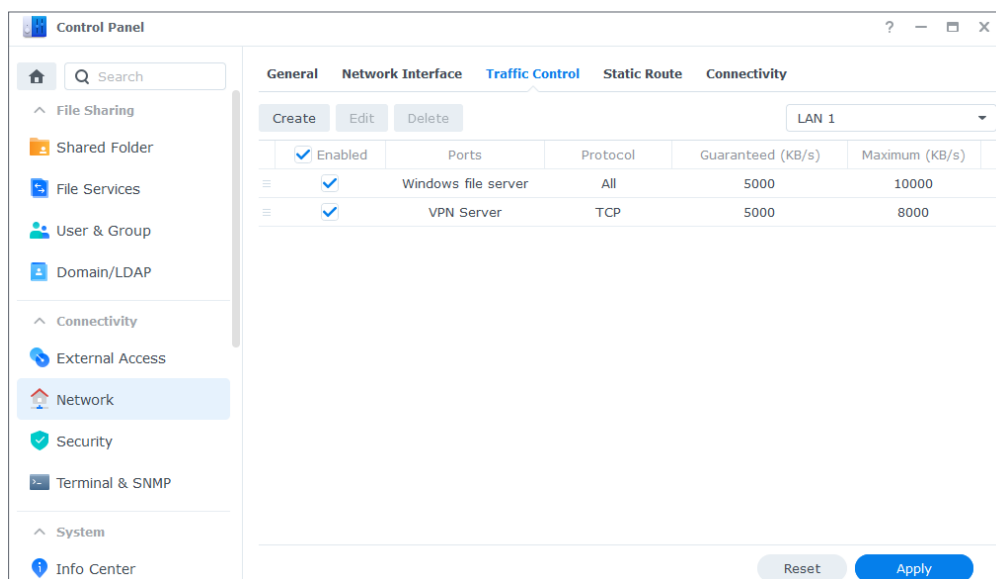 Control Panel
?
Search
File Sharing
Shared Folder
File Services
User & Group
Domain/LDAP
Connectivity
External Access
Network
Security
Terminal & SNMP
System
Info Center
General Network Interface Traffic Control Static Route Connectivity
Create Edit Delete LAN 1
Enabled Ports Protocol Guaranteed (KB/s) Maximum (KB/s)
Windows file server All 5000 10000
VPN Server TCP 5000 8000
Reset Apply